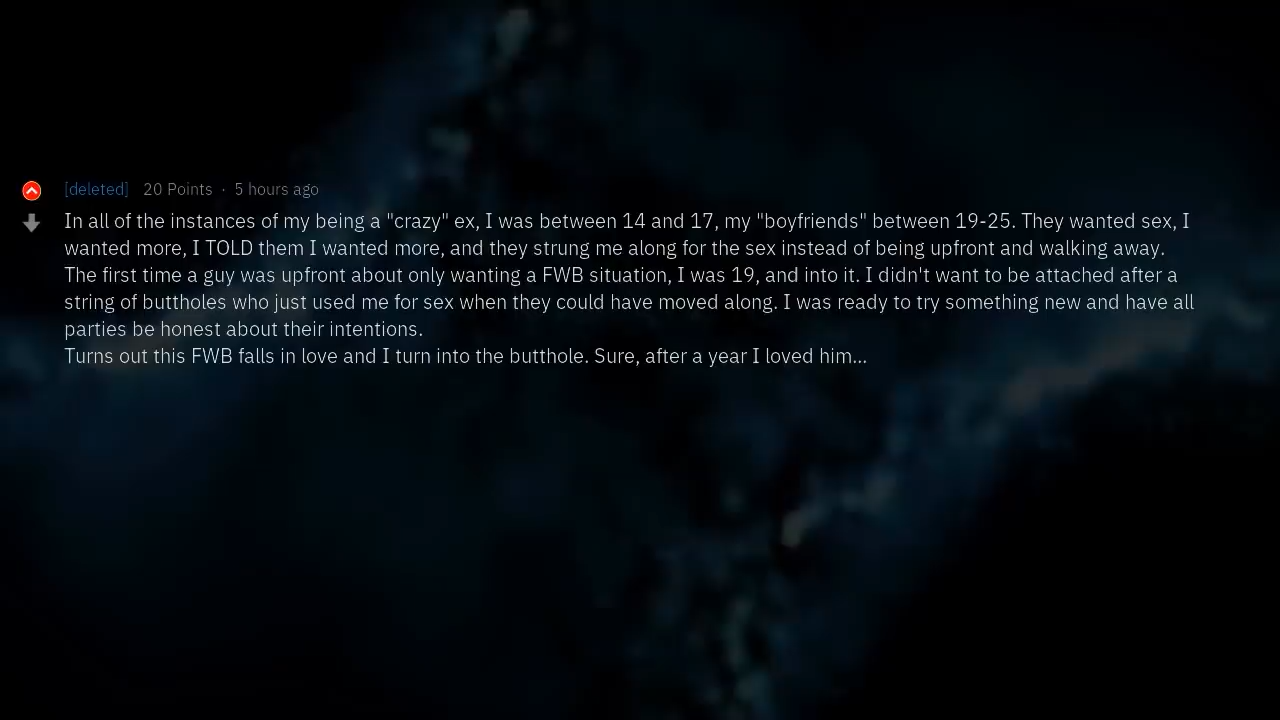 [deleted] 20 Points · 5 hours ago
In all of the instances of my being a "crazy" ex, I was between 14 and 17, my "boyfriends" between 19-25. They wanted sex, I
wanted more, I TOLD them I wanted more, and they strung me along for the sex instead of being upfront and walking away.
The first time a guy was upfront about only wanting a FWB situation, I was 19, and into it. I didn't want to be attached after a
string of buttholes who just used me for sex when they could have moved along. I was ready to try something new and have all
parties be honest about their intentions.
Turns out this FWB falls in love and I turn into the butthole. Sure, after a year I loved him...